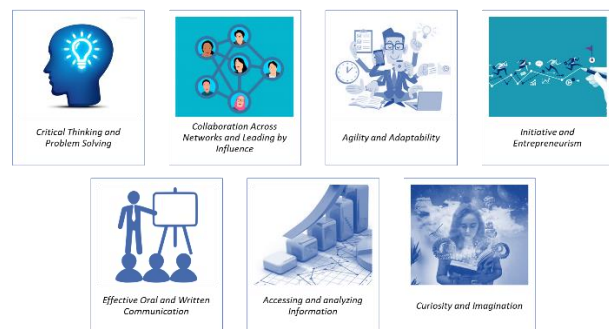 Critical Thinking and
Problem Solving
Collaboration Across
Networks and Leading by
Influence
Agility and Adaptability
Initiative and
Entrepreneurism
Effective Oral and Written
Communication
Accessing and analyzing
Information
Curiosity and Imagination